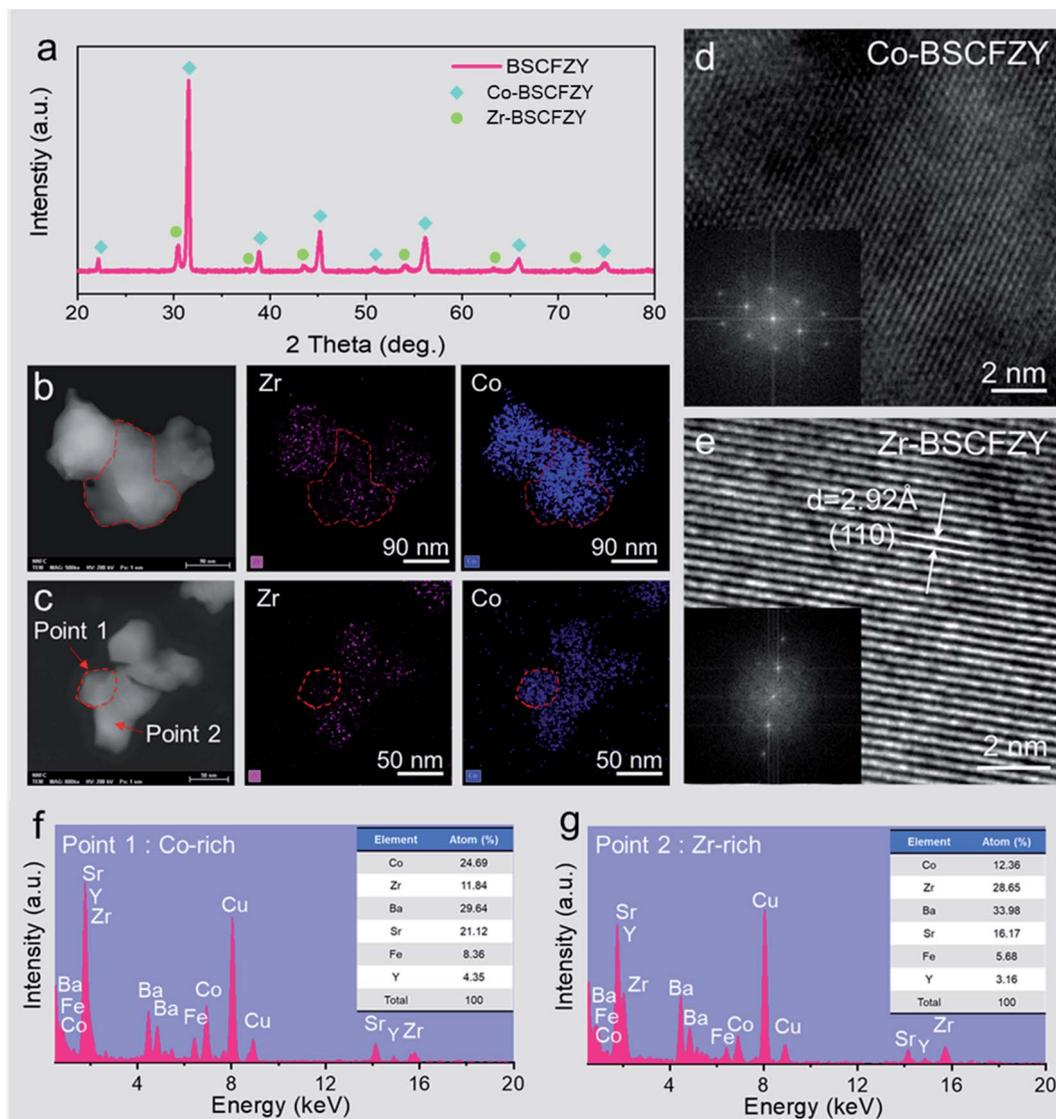 a
Intenstiy (a.u.)
BSCFZY
Co-BSCFZY
Zr-BSCFZY
20 30 40 50 60 70 80
2 Theta (deg.)
b
Zr
Co
90 nm
90 nm
90 nm
c
Point 1
Point 2
Zr
Co
50 nm
50 nm
50 nm
d
Co-BSCFZY
2 nm
e
Zr-BSCFZY
d=2.92Å
(110)
2 nm
f
Point 1 : Co-rich
Intensity (a.u.)
Sr
Y
Zr
Ba
Fe
Co
Ba
Ba
Fe
Co
Cu
Cu
Sr Y Zr
Element Atom (%)
Co 24.69
Zr 11.84
Ba 29.64
Sr 21.12
Fe 8.36
Y 4.35
Total 100
4 8 12 16 20
Energy (keV)
g
Point 2 : Zr-rich
Intensity (a.u.)
Sr
Y
Zr
Ba
Fe
Co
Ba
Ba
Fe
Co
Cu
Cu
Sr Y Zr
Element Atom (%)
Co 12.36
Zr 28.65
Ba 33.98
Sr 16.17
Fe 5.68
Y 3.16
Total 100
4 8 12 16 20
Energy (keV)